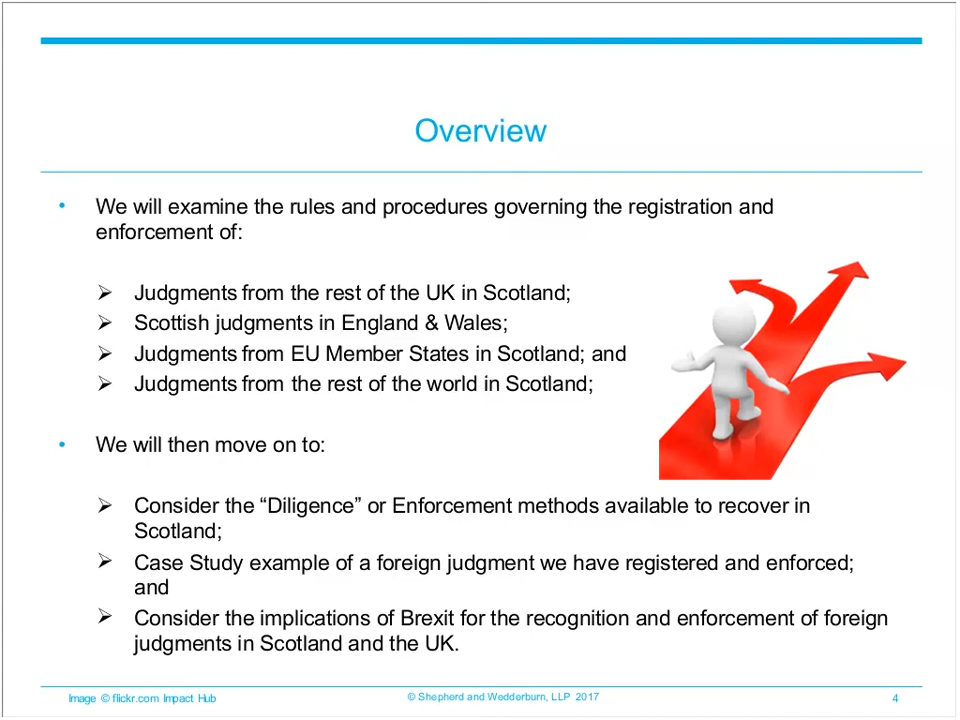 Overview
• We will examine the rules and procedures governing the registration and
enforcement of:
➢ Judgments from the rest of the UK in Scotland;
➢ Scottish judgments in England & Wales;
➢ Judgments from EU Member States in Scotland; and
➢ Judgments from the rest of the world in Scotland;
• We will then move on to:
➢ Consider the “Diligence” or Enforcement methods available to recover in
Scotland;
➢ Case Study example of a foreign judgment we have registered and enforced;
and
➢ Consider the implications of Brexit for the recognition and enforcement of foreign
judgments in Scotland and the UK.
Image © flickr.com Impact Hub
© Shepherd and Wedderburn, LLP 2017
4